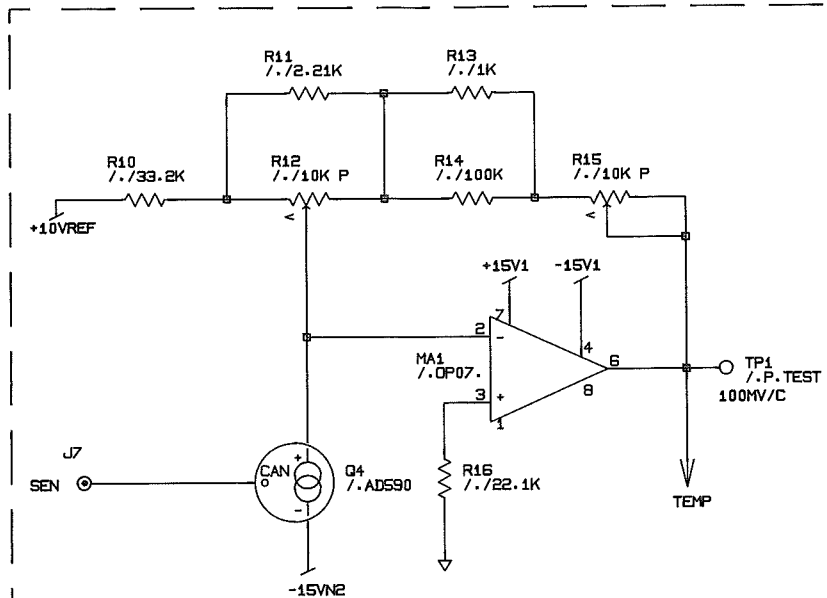 R11
/./2.21K
R13
/./1K
R10
/./33.2K
R12
/./10K P
R14
/./100K
R15
/./10K P
<
<
+10VREF
+15V1
-15V1
7
2
-
4
6
MA1
/.OP07.
3
+
8
1
TP1
/.P.TEST
100MV/C
J7
SEN
CAN
+
-
Q4
/.AD590
R16
/./22.1K
TEMP
-15VN2